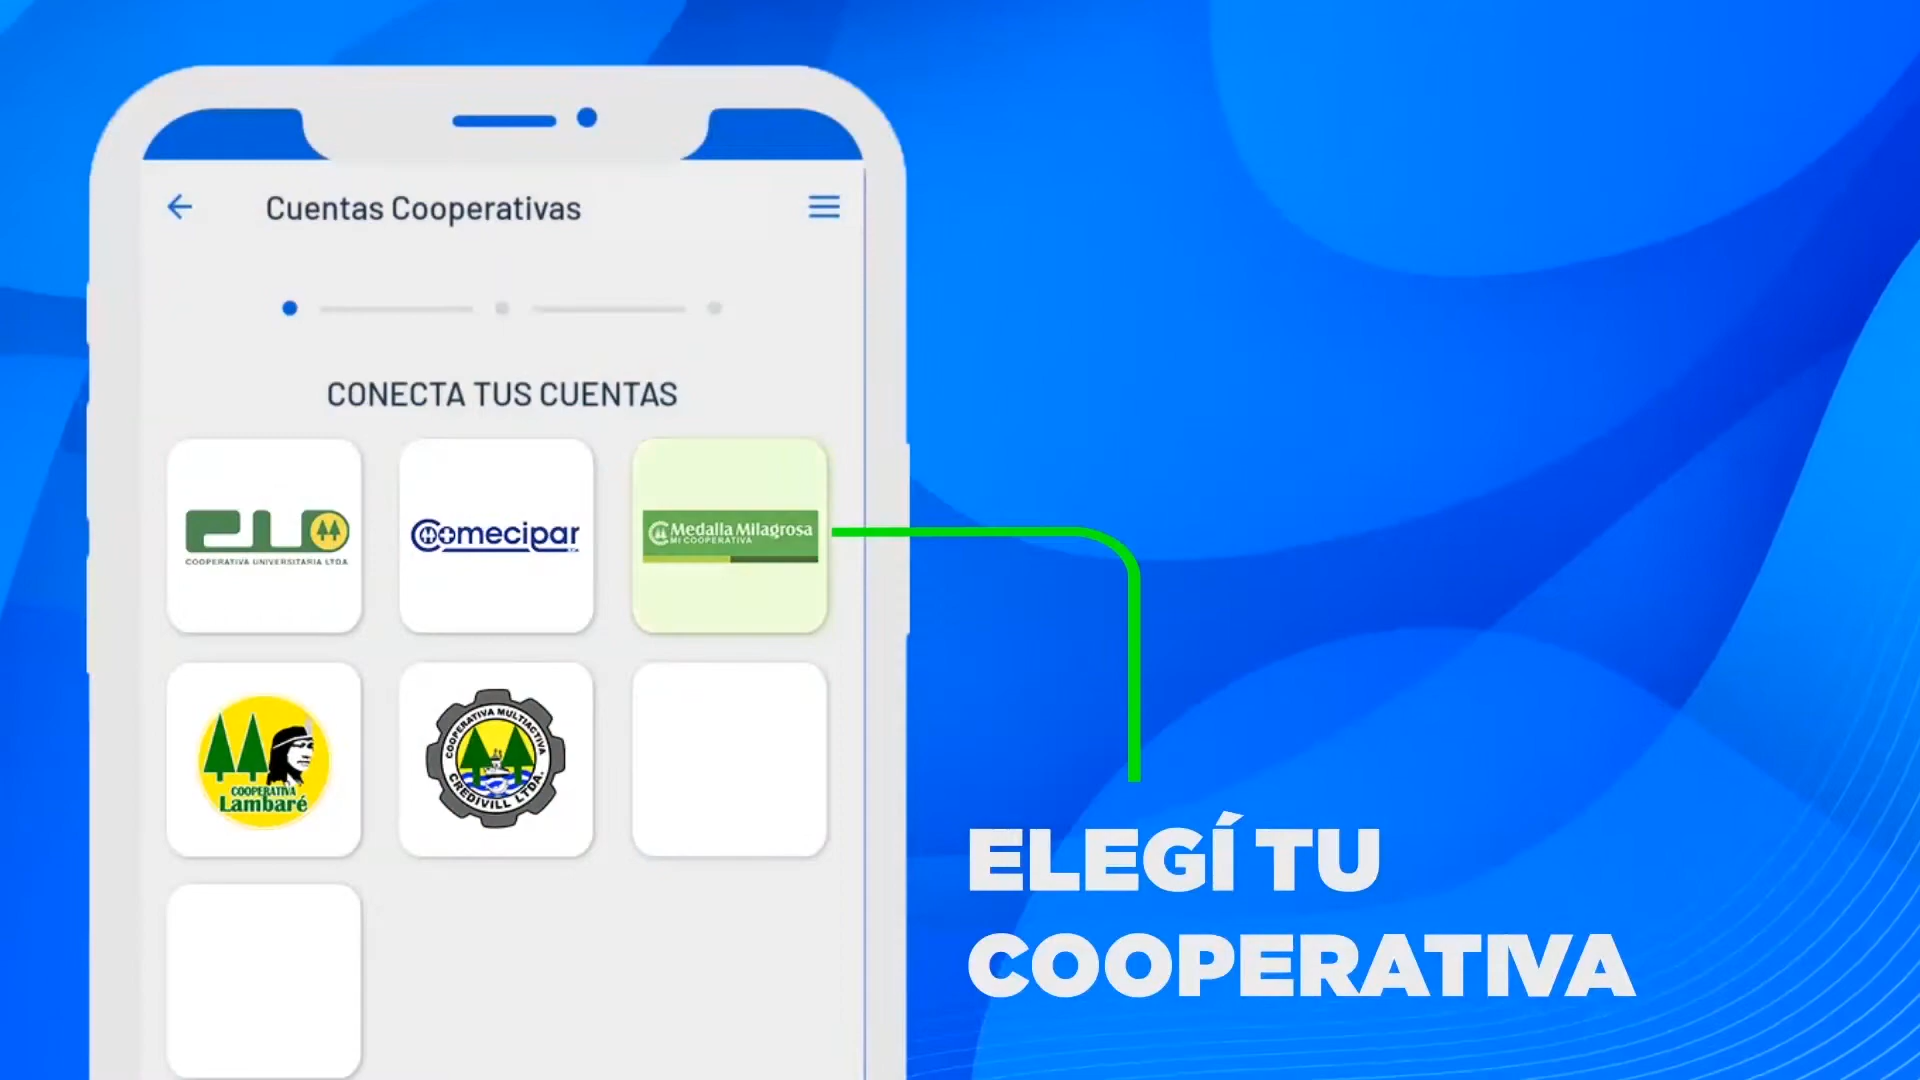 Cuentas Cooperativas
CONECTA TUS CUENTAS
CU
COOPERATIVA UNIVERSITARIA LTDA
Comecipar
Medalla Milagrosa
MI COOPERATIVA
COOPERATIVA
Lambaré
COOPERATIVA MULTIACTIVA
CREDIVILL LTDA.
ELEGÍ TU
COOPERATIVA